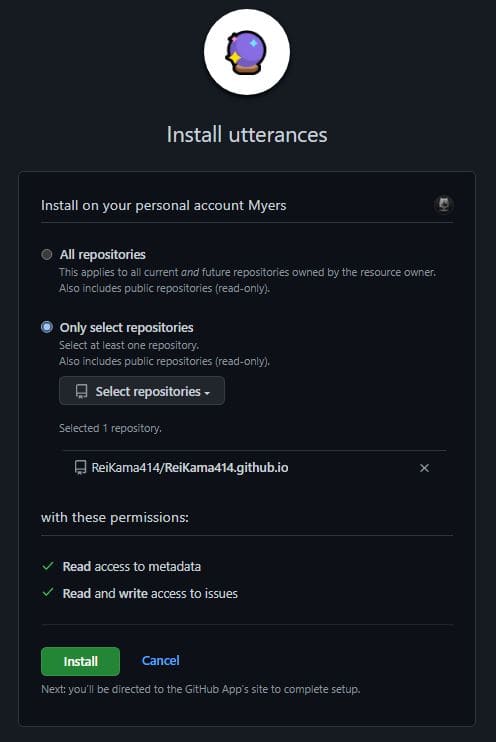 Install utterances
Install on your personal account Myers
All repositories
This applies to all current and future repositories owned by the resource owner.
Also includes public repositories (read-only).
Only select repositories
Select at least one repository.
Also includes public repositories (read-only).
Select repositories
Selected 1 repository.
ReiKama414/ReiKama414.github.io
with these permissions:
Read access to metadata
Read and write access to issues
Install Cancel
Next: you'll be directed to the GitHub App's site to complete setup.